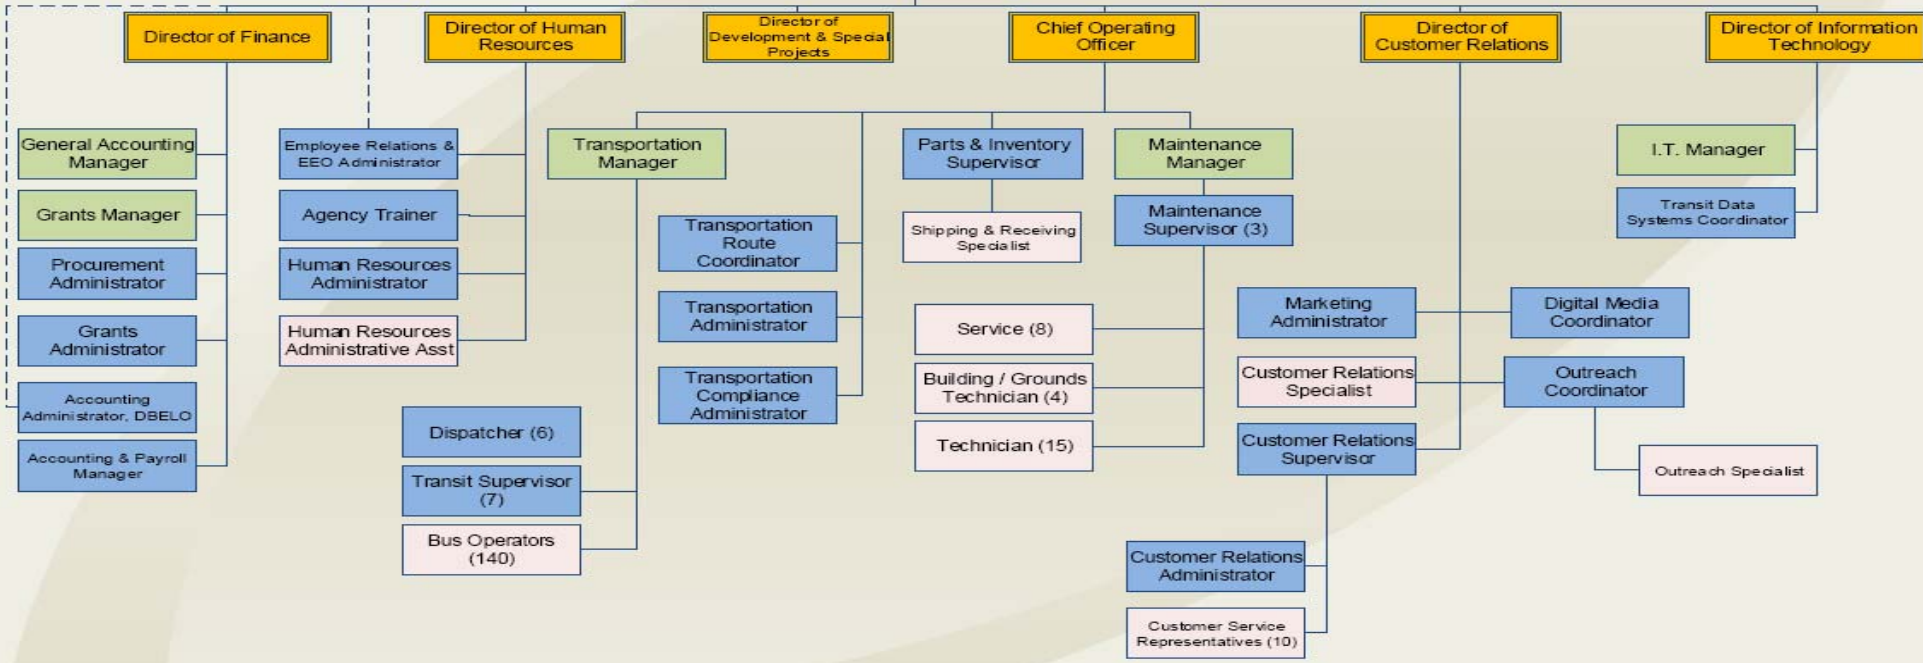 Director of Finance
Director of Human
Resources
Director of
Development & Special
Projects
Chief Operating
Officer
Director of
Customer Relations
Director of Information
Technology
General Accounting
Manager
Grants Manager
Procurement
Administrator
Grants
Administrator
Accounting
Administrator, DBELO
Accounting & Payroll
Manager
Employee Relations &
EEO Administrator
Agency Trainer
Human Resources
Administrator
Human Resources
Administrative Asst
Transportation
Manager
Dispatcher (6)
Transit Supervisor
(7)
Bus Operators
(140)
Transportation
Route
Coordinator
Transportation
Administrator
Transportation
Compliance
Administrator
Parts & Inventory
Supervisor
Shipping & Receiving
Specialist
Maintenance
Manager
Maintenance
Supervisor (3)
Service (8)
Building / Grounds
Technician (4)
Technician (15)
Marketing
Administrator
Digital Media
Coordinator
Customer Relations
Specialist
Outreach
Coordinator
Customer Relations
Supervisor
Outreach Specialist
Customer Relations
Administrator
Customer Service
Representatives (10)
I.T. Manager
Transit Data
Systems Coordinator